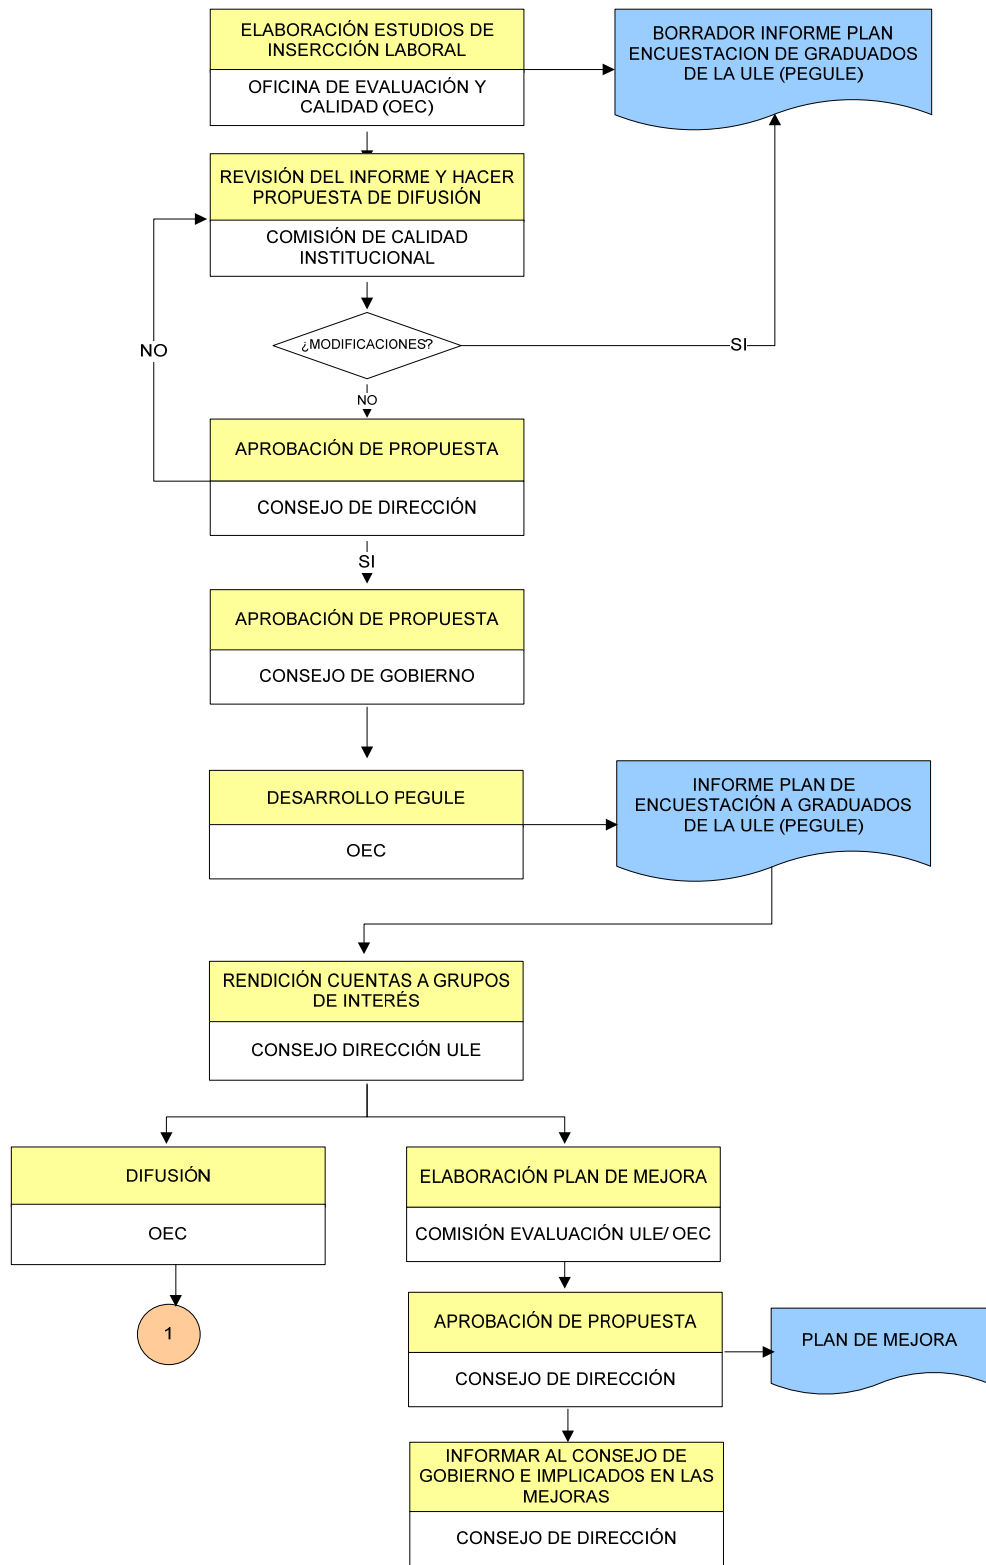 ELABORACIÓN ESTUDIOS DE
INSERCCIÓN LABORAL
OFICINA DE EVALUACIÓN Y
CALIDAD (OEC)
BORRADOR INFORME PLAN
ENCUESTACION DE GRADUADOS
DE LA ULE (PEGULE)
REVISIÓN DEL INFORME Y HACER
PROPUESTA DE DIFUSIÓN
COMISIÓN DE CALIDAD
INSTITUCIONAL
¿MODIFICACIONES?
SI
NO
NO
APROBACIÓN DE PROPUESTA
CONSEJO DE DIRECCIÓN
SI
APROBACIÓN DE PROPUESTA
CONSEJO DE GOBIERNO
DESARROLLO PEGULE
OEC
INFORME PLAN DE
ENCUESTACIÓN A GRADUADOS
DE LA ULE (PEGULE)
RENDICIÓN CUENTAS A GRUPOS
DE INTERÉS
CONSEJO DIRECCIÓN ULE
DIFUSIÓN
OEC
1
ELABORACIÓN PLAN DE MEJORA
COMISIÓN EVALUACIÓN ULE/ OEC
APROBACIÓN DE PROPUESTA
CONSEJO DE DIRECCIÓN
PLAN DE MEJORA
INFORMAR AL CONSEJO DE
GOBIERNO E IMPLICADOS EN LAS
MEJORAS
CONSEJO DE DIRECCIÓN